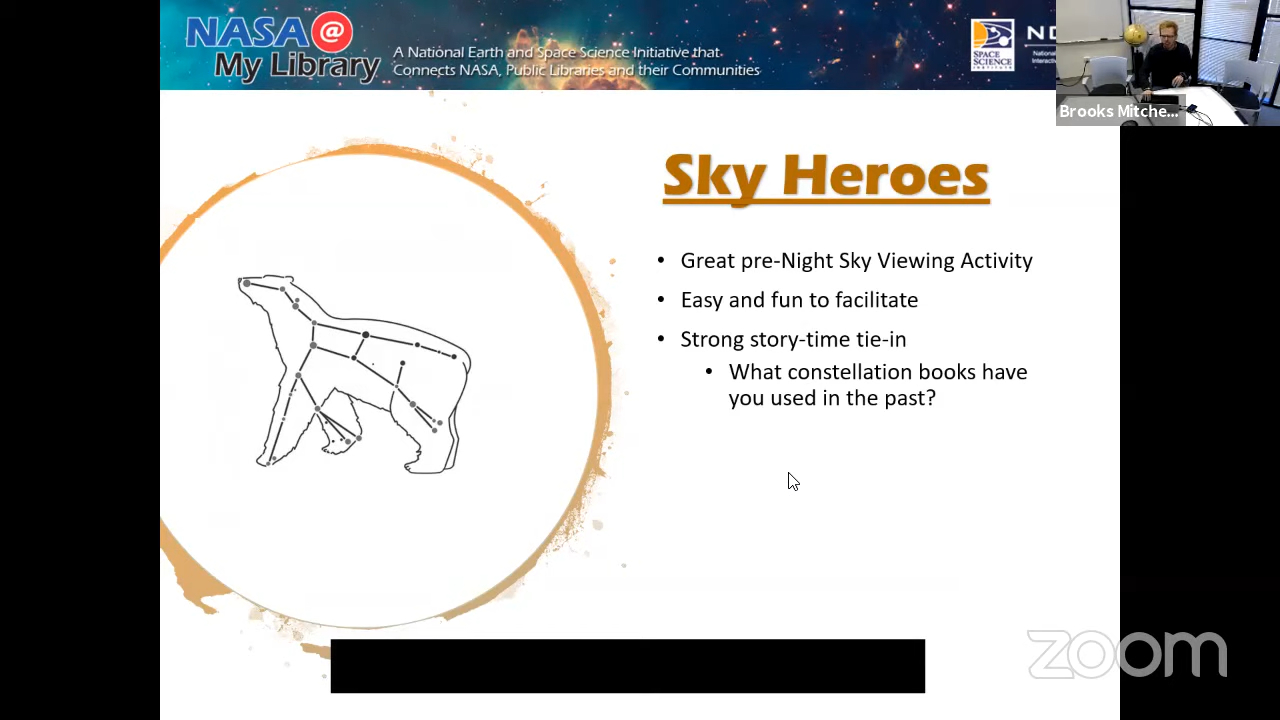 NASA@
My Library
A National Earth and Space Science Initiative that
Connects NASA, Public Libraries and their Communities
SPACE
SCIENCE
INSTITUTE
Brooks Mitche...
Sky Heroes
• Great pre-Night Sky Viewing Activity
• Easy and fun to facilitate
• Strong story-time tie-in
• What constellation books have
you used in the past?
zoom